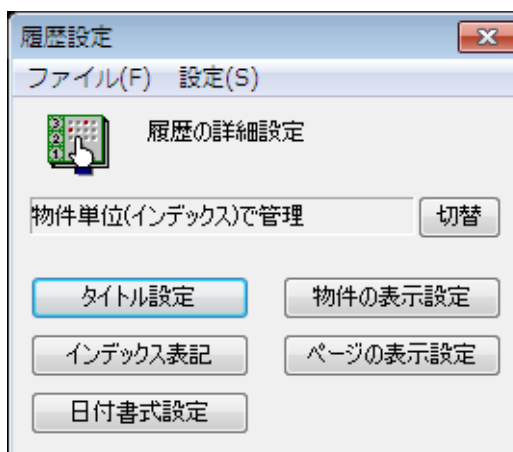 履歴設定
ファイル(F) 設定(S)
3
2
1
履歴の詳細設定
物件単位(インデックス)で管理 切替
タイトル設定 物件の表示設定
インデックス表記 ページの表示設定
日付書式設定